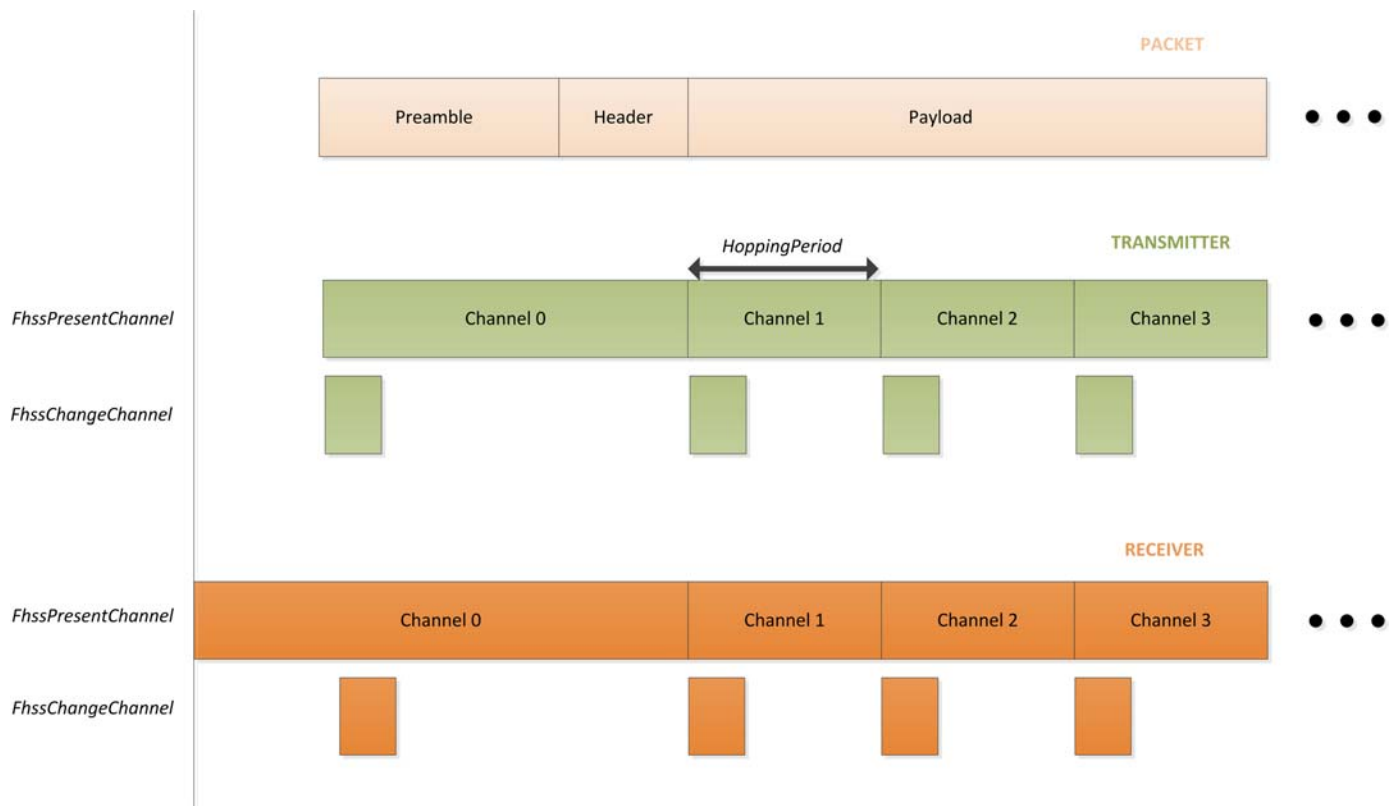 PACKET
Preamble Header Payload
HoppingPeriod
TRANSMITTER
FhssPresentChannel Channel 0 Channel 1 Channel 2 Channel 3
FhssChangeChannel
RECEIVER
FhssPresentChannel Channel 0 Channel 1 Channel 2 Channel 3
FhssChangeChannel